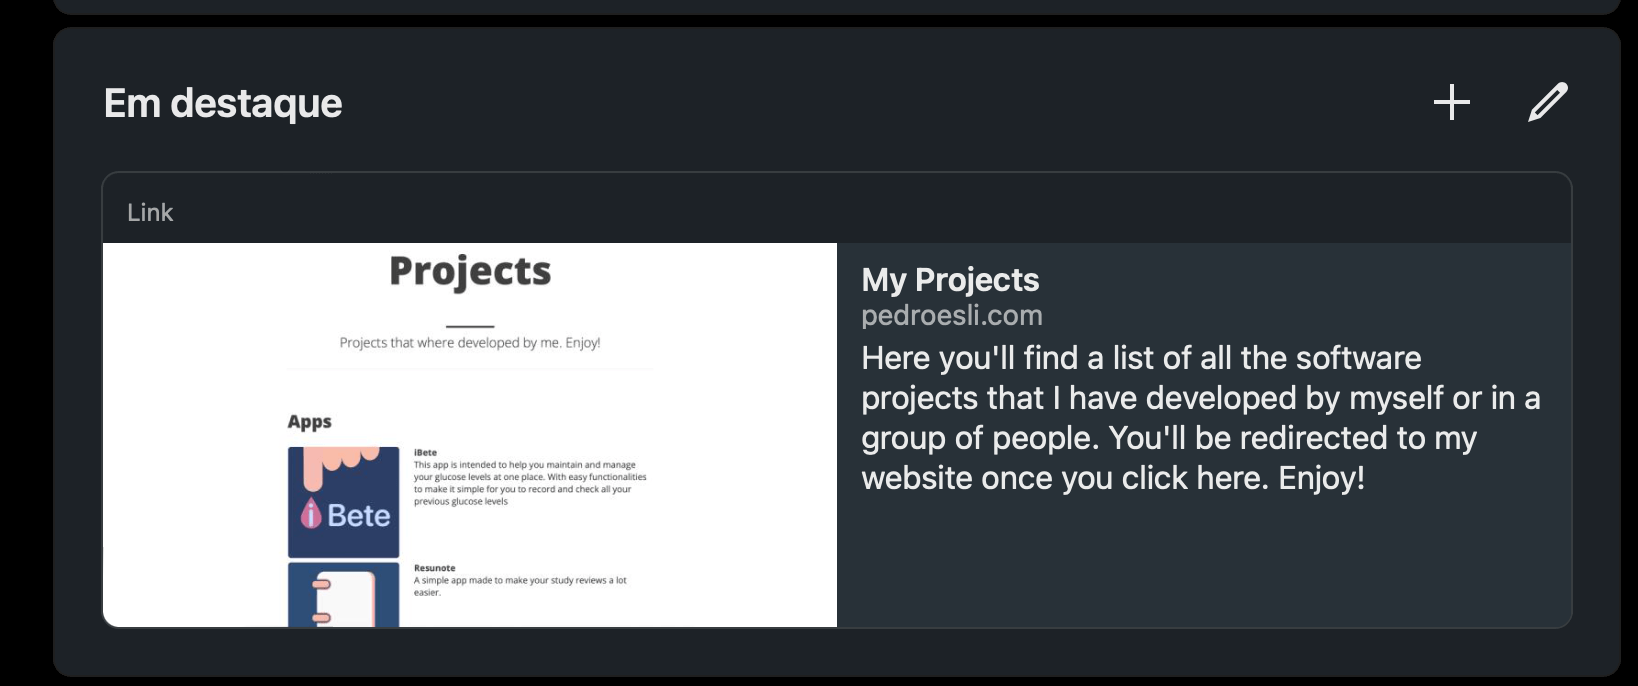 Em destaque
Link
Projects
Projects that where developed by me. Enjoy!
Apps
i Bete
iBete
This app is intended to help you maintain and manage
your glucose levels at one place. With easy functionalities
to make it simple for you to record and check all your
previous glucose levels
Resunote
A simple app made to make your study reviews a lot
easier.
My Projects
pedroesli.com
Here you'll find a list of all the software
projects that I have developed by myself or in a
group of people. You'll be redirected to my
website once you click here. Enjoy!